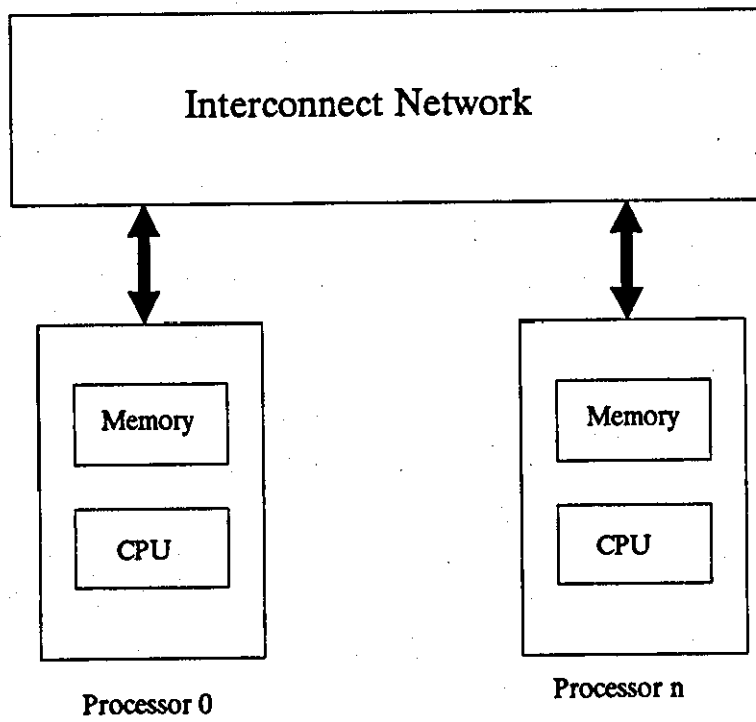 Interconnect Network
Memory
CPU
Processor 0
Memory
CPU
Processor n